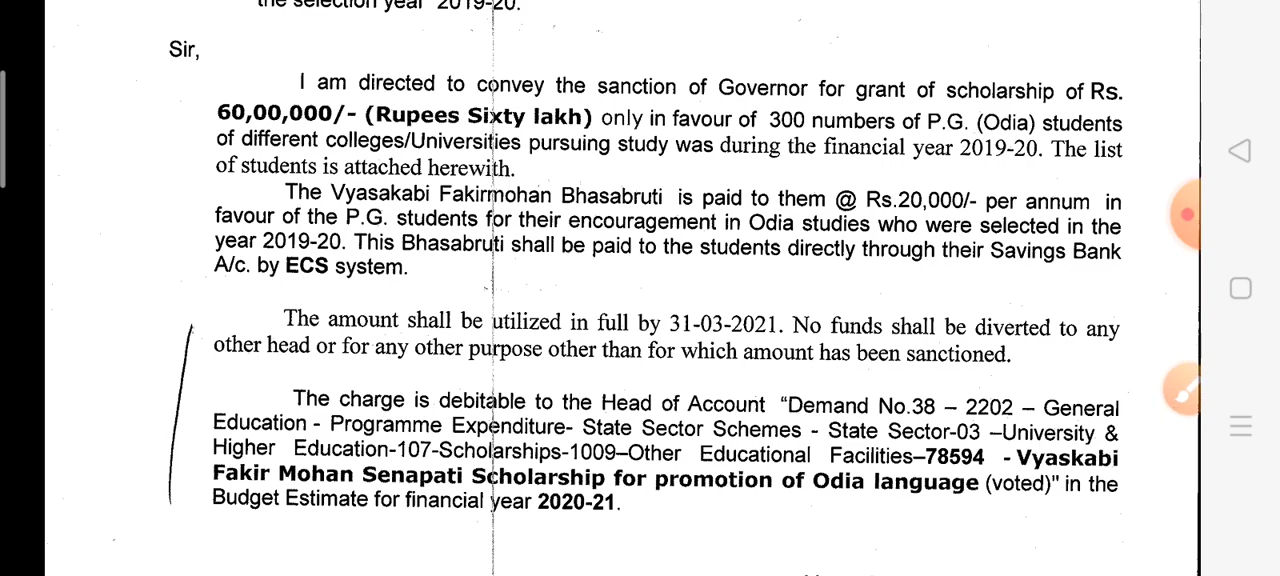 the selection year 2019-20.
Sir,
I am directed to convey the sanction of Governor for grant of scholarship of Rs.
60,00,000/- (Rupees Sixty lakh) only in favour of 300 numbers of P.G. (Odia) students
of different colleges/Universities pursuing study was during the financial year 2019-20. The list
of students is attached herewith.
The Vyasakabi Fakirmohan Bhasabruti is paid to them @ Rs.20,000/- per annum in
favour of the P.G. students for their encouragement in Odia studies who were selected in the
year 2019-20. This Bhasabruti shall be paid to the students directly through their Savings Bank
A/c. by ECS system.
The amount shall be utilized in full by 31-03-2021. No funds shall be diverted to any
other head or for any other purpose other than for which amount has been sanctioned.
The charge is debitable to the Head of Account “Demand No.38 – 2202 – General
Education - Programme Expenditure- State Sector Schemes - State Sector-03 –University &
Higher Education-107-Scholarships-1009–Other Educational Facilities–78594 - Vyaskabi
Fakir Mohan Senapati Scholarship for promotion of Odia language (voted)" in the
Budget Estimate for financial year 2020-21.